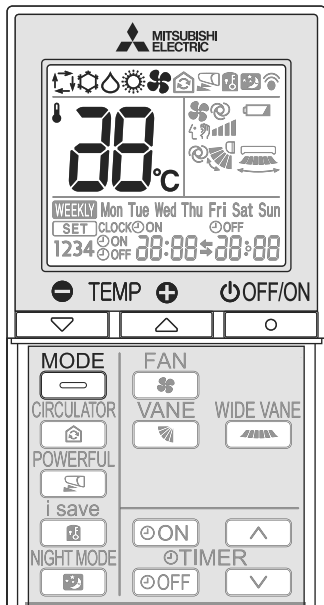 MITSUBISHI
ELECTRIC
38
°C
WEEKLY Mon Tue Wed Thu Fri Sat Sun
SET CLOCK ON OFF
1234 ON OFF 88:88 88:88
TEMP OFF/ON
MODE FAN
CIRCULATOR VANE WIDE VANE
POWERFUL
i save
ON
NIGHT MODE TIMER
OFF